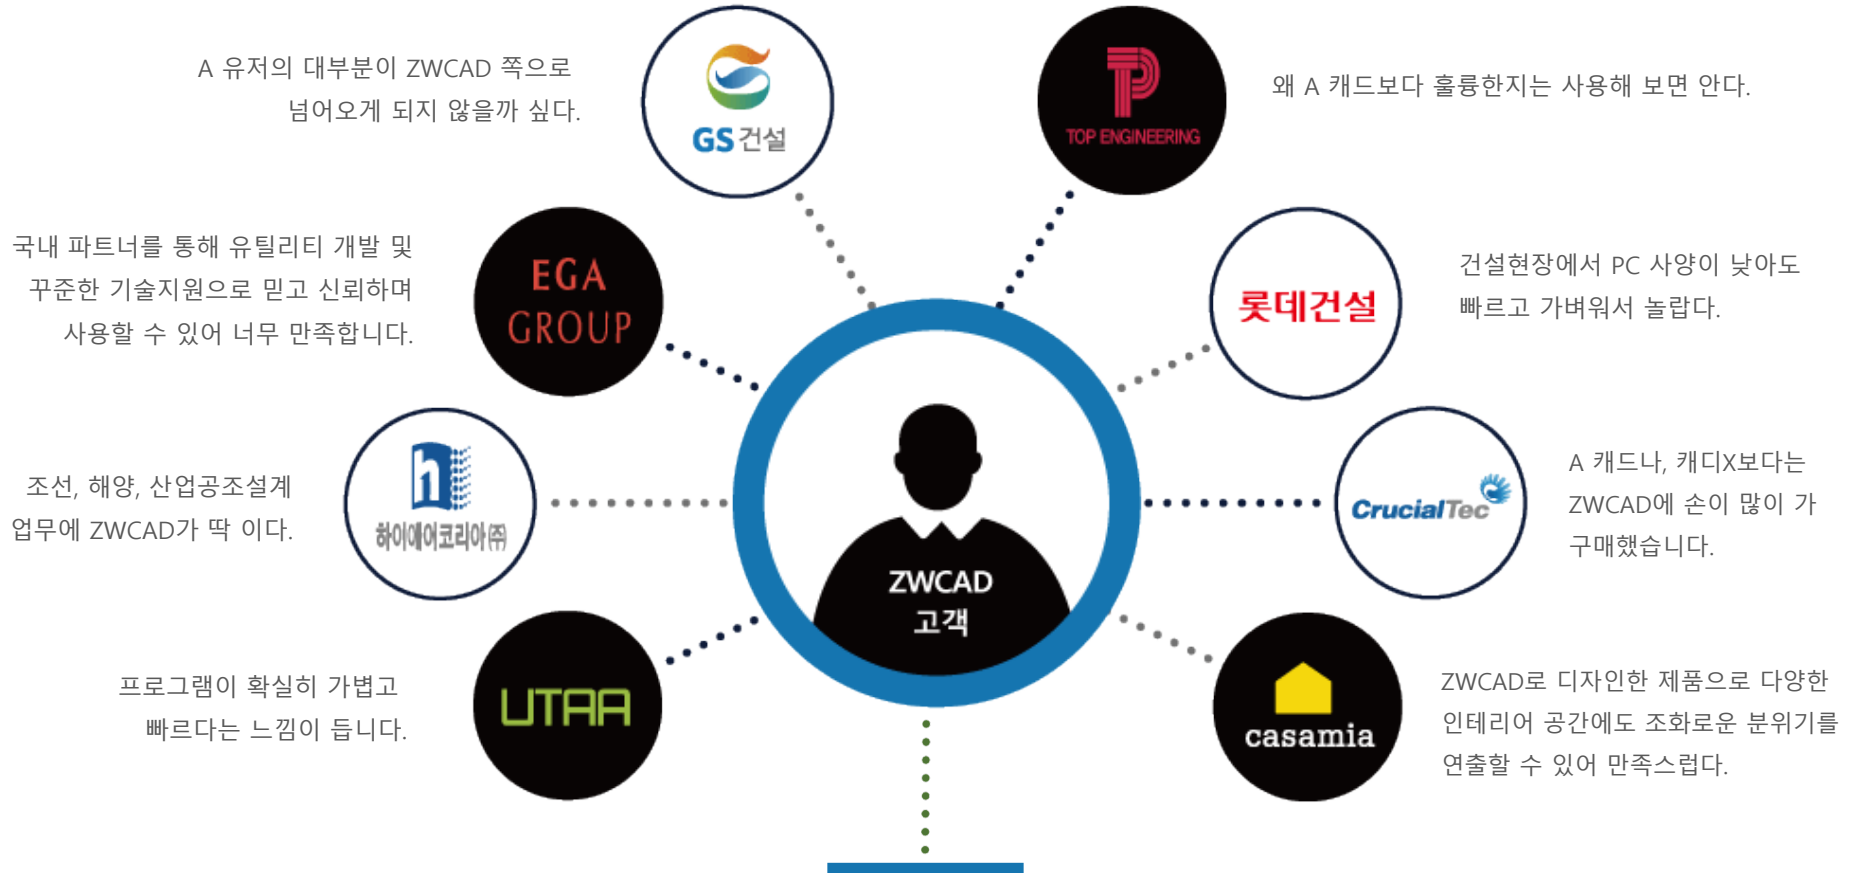 A 유저의 대부분이 ZWCAD 쪽으로
넘어오게 되지 않을까 싶다.
GS건설
TOP ENGINEERING
왜 A 캐드보다 훌륭한지는 사용해 보면 안다.
국내 파트너를 통해 유틸리티 개발 및
꾸준한 기술지원으로 믿고 신뢰하며
사용할 수 있어 너무 만족합니다.
EGA
GROUP
롯데건설
건설현장에서 PC 사양이 낮아도
빠르고 가벼워서 놀랍다.
조선, 해양, 산업공조설계
업무에 ZWCAD가 딱 이다.
하이에어코리아(주)
ZWCAD
고객
CrucialTec
A 캐드나, 캐디X보다는
ZWCAD에 손이 많이 가
구매했습니다.
프로그램이 확실히 가볍고
빠르다는 느낌이 듭니다.
UTAA
casamia
ZWCAD로 디자인한 제품으로 다양한
인테리어 공간에도 조화로운 분위기를
연출할 수 있어 만족스럽다.